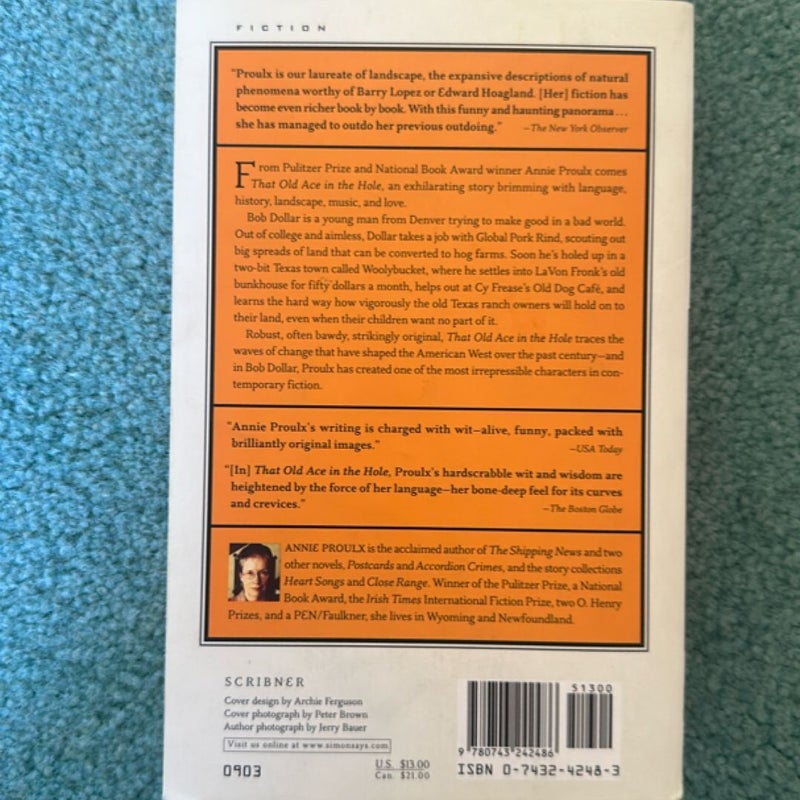 FICTION
"Proulx is our laureate of landscape, the expansive descriptions of natural
phenomena worthy of Barry Lopez or Edward Hoagland. [Her] fiction has
become even richer book by book. With this funny and haunting panorama...
she has managed to outdo her previous outdoing." —The New York Observer
From Pulitzer Prize and National Book Award winner Annie Proulx comes
That Old Ace in the Hole, an exhilarating story brimming with language,
history, landscape, music, and love.
Bob Dollar is a young man from Denver trying to make good in a bad world.
Out of college and aimless, Dollar takes a job with Global Pork Rind, scouting out
big spreads of land that can be converted to hog farms. Soon he's holed up in a
two-bit Texas town called Woolybucket, where he settles into LaVon Fronk's old
bunkhouse for fifty dollars a month, helps out at Cy Frease's Old Dog Café, and
learns the hard way how vigorously the old Texas ranch owners will hold on to
their land, even when their children want no part of it.
Robust, often bawdy, strikingly original, That Old Ace in the Hole traces the
waves of change that have shaped the American West over the past century—and
in Bob Dollar, Proulx has created one of the most irrepressible characters in con-
temporary fiction.
"Annie Proulx's writing is charged with wit—alive, funny, packed with
brilliantly original images." —USA Today
"[In] That Old Ace in the Hole, Proulx's hardscrabble wit and wisdom are
heightened by the force of her language—her bone-deep feel for its curves
and crevices." —The Boston Globe
ANNIE PROULX is the acclaimed author of The Shipping News and two
other novels, Postcards and Accordion Crimes, and the story collections
Heart Songs and Close Range. Winner of the Pulitzer Prize, a National
Book Award, the Irish Times International Fiction Prize, two O. Henry
Prizes, and a PEN/Faulkner, she lives in Wyoming and Newfoundland.
SCRIBNER
Cover design by Archie Ferguson
Cover photograph by Peter Brown
Author photograph by Jerry Bauer
Visit us online at www.simonsays.com
0903
U.S. $13.00
Can. $21.00
51300
9 780743 242486
ISBN 0-7432-4248-3